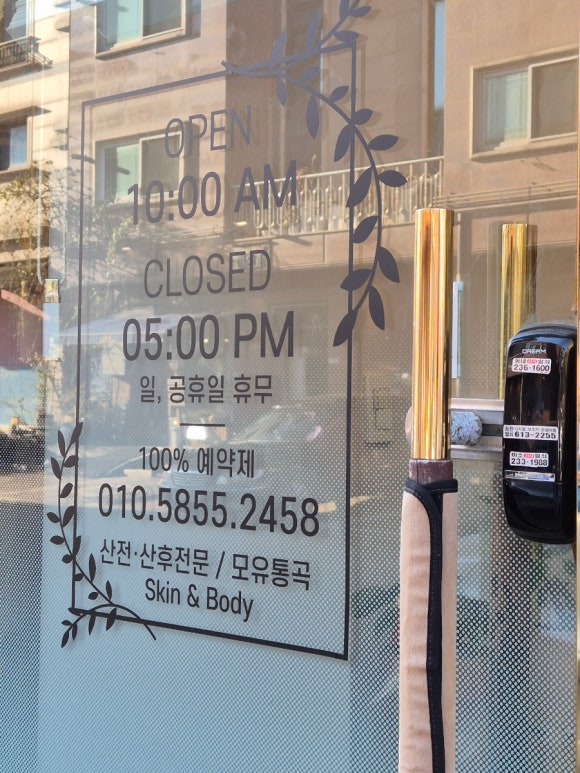 OPEN
10:00 AM
CLOSED
05:00 PM
일, 공휴일 휴무
100% 예약제
010.5855.2458
산전·산후전문 / 모유통곡
Skin & Body
DREAM
236-1600
613-2255
233-1988